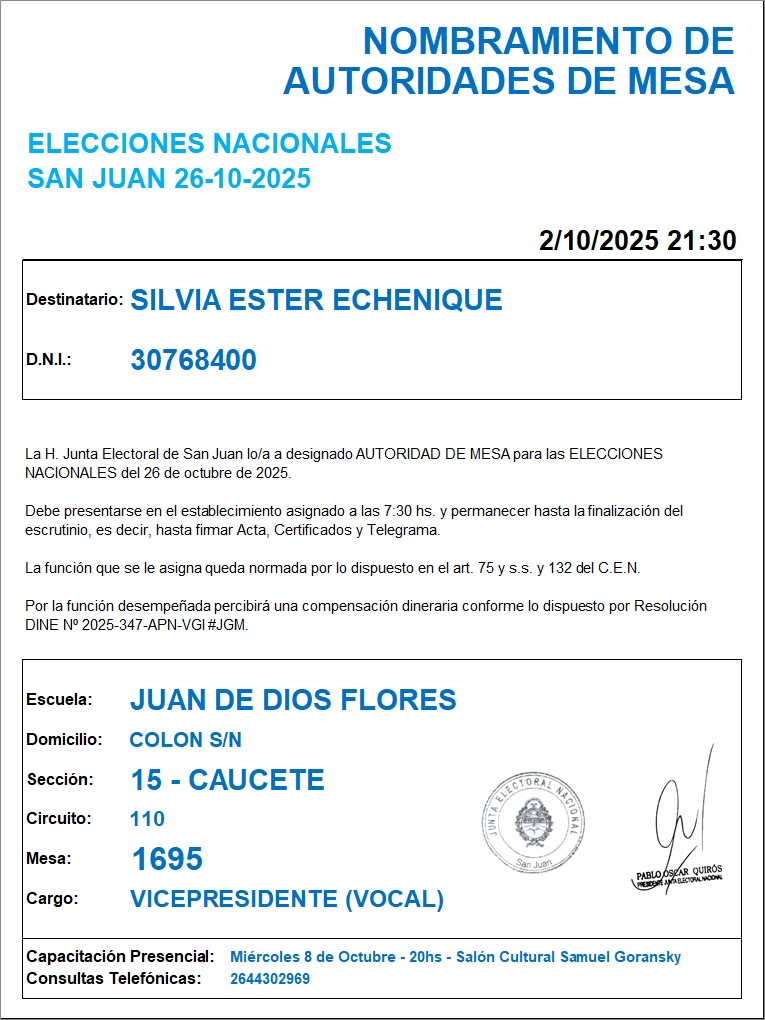 NOMBRAMIENTO DE
AUTORIDADES DE MESA
ELECCIONES NACIONALES
SAN JUAN 26-10-2025
2/10/2025 21:30
Destinatario: SILVIA ESTER ECHENIQUE
D.N.I.: 30768400
La H. Junta Electoral de San Juan lo/a a designado AUTORIDAD DE MESA para las ELECCIONES
NACIONALES del 26 de octubre de 2025.
Debe presentarse en el establecimiento asignado a las 7:30 hs. y permanecer hasta la finalización del
escrutinio, es decir, hasta firmar Acta, Certificados y Telegrama.
La función que se le asigna queda normada por lo dispuesto en el art. 75 y s.s. y 132 del C.E.N.
Por la función desempeñada percibirá una compensación dineraria conforme lo dispuesto por Resolución
DINE Nº 2025-347-APN-VGI#JGM.
Escuela: JUAN DE DIOS FLORES
Domicilio: COLON S/N
Sección: 15 - CAUCETE
Circuito: 110
Mesa: 1695
Cargo: VICEPRESIDENTE (VOCAL)
JUNTA ELECTORAL NACIONAL
San Juan
PABLO OSCAR QUIRÓS
PRESIDENTE JUNTA ELECTORAL NACIONAL
Capacitación Presencial: Miércoles 8 de Octubre - 20hs - Salón Cultural Samuel Goransky
Consultas Telefónicas: 2644302969